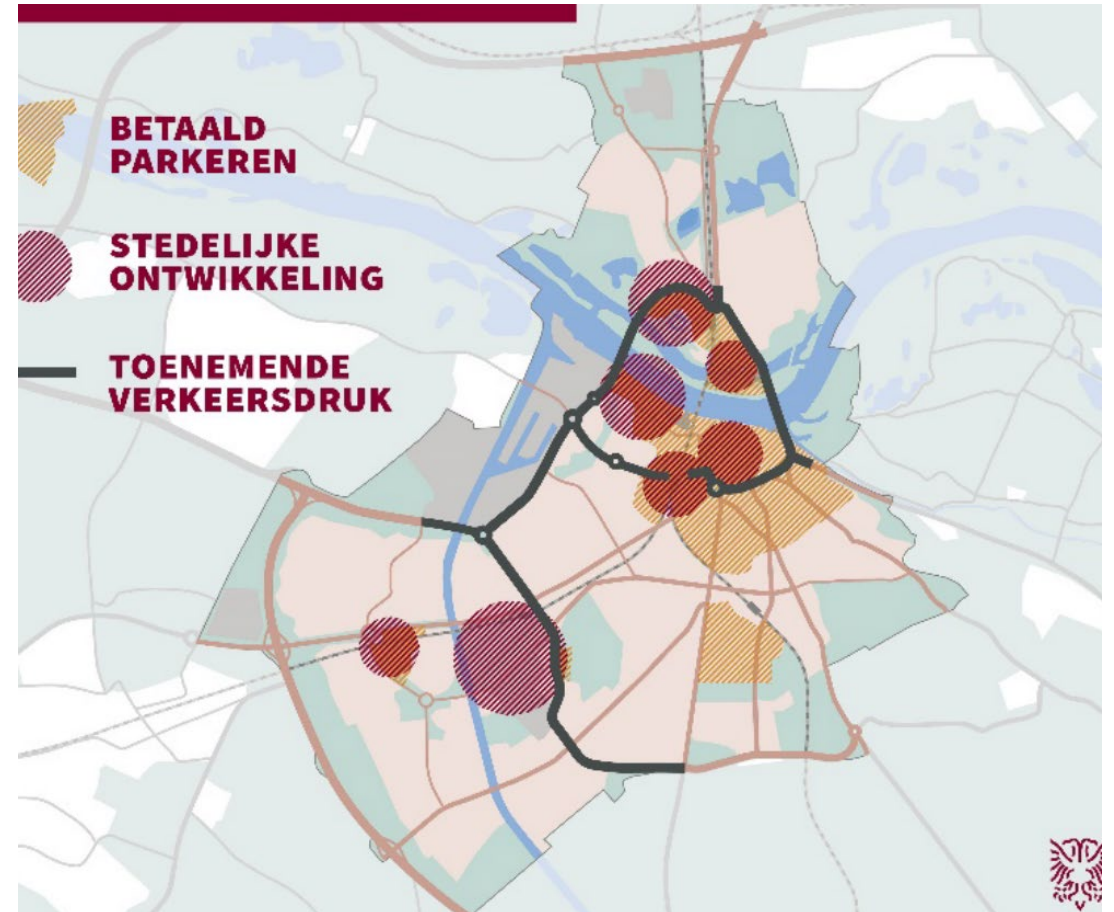 BETAALD
PARKEREN
STEDELIJKE
ONTWIKKELING
TOENEMENDE
VERKEERSDRUK